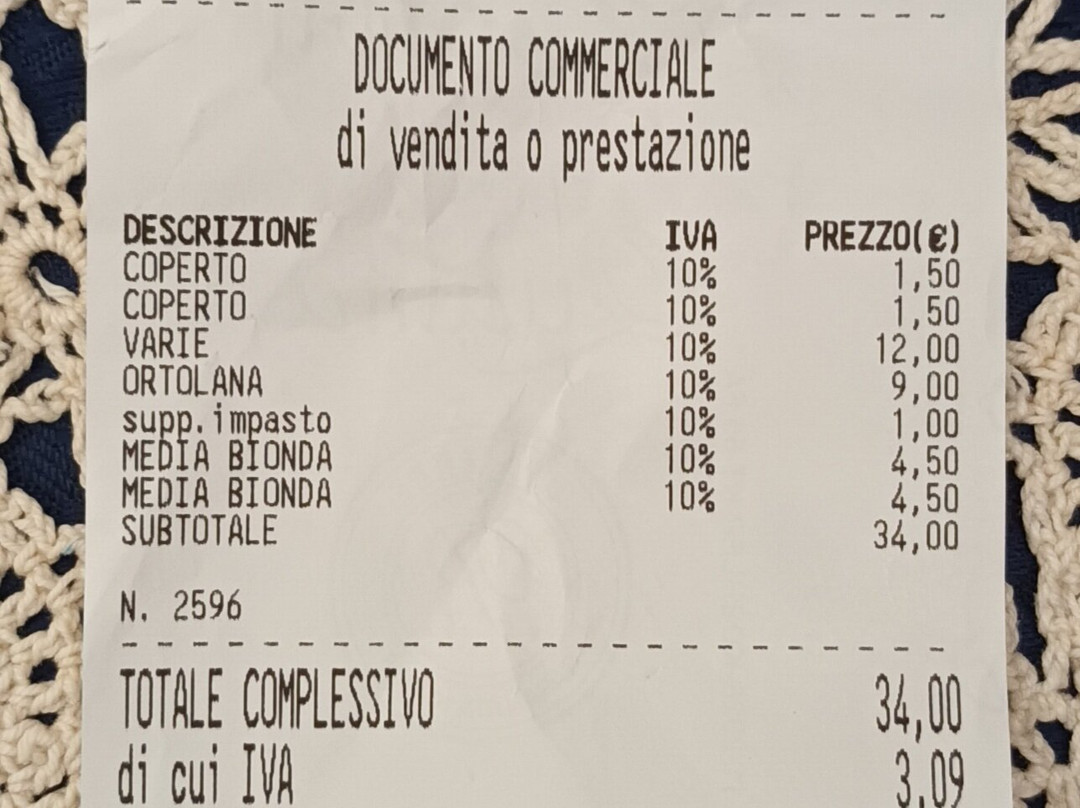 DOCUMENTO COMMERCIALE
di vendita o prestazione
DESCRIZIONE IVA PREZZO(€)
COPERTO 10% 1,50
COPERTO 10% 1,50
VARIE 10% 12,00
ORTOLANA 10% 9,00
supp.impasto 10% 1,00
MEDIA BIONDA 10% 4,50
MEDIA BIONDA 10% 4,50
SUBTOTALE 34,00
N. 2596
TOTALE COMPLESSIVO 34,00
di cui IVA 3,09